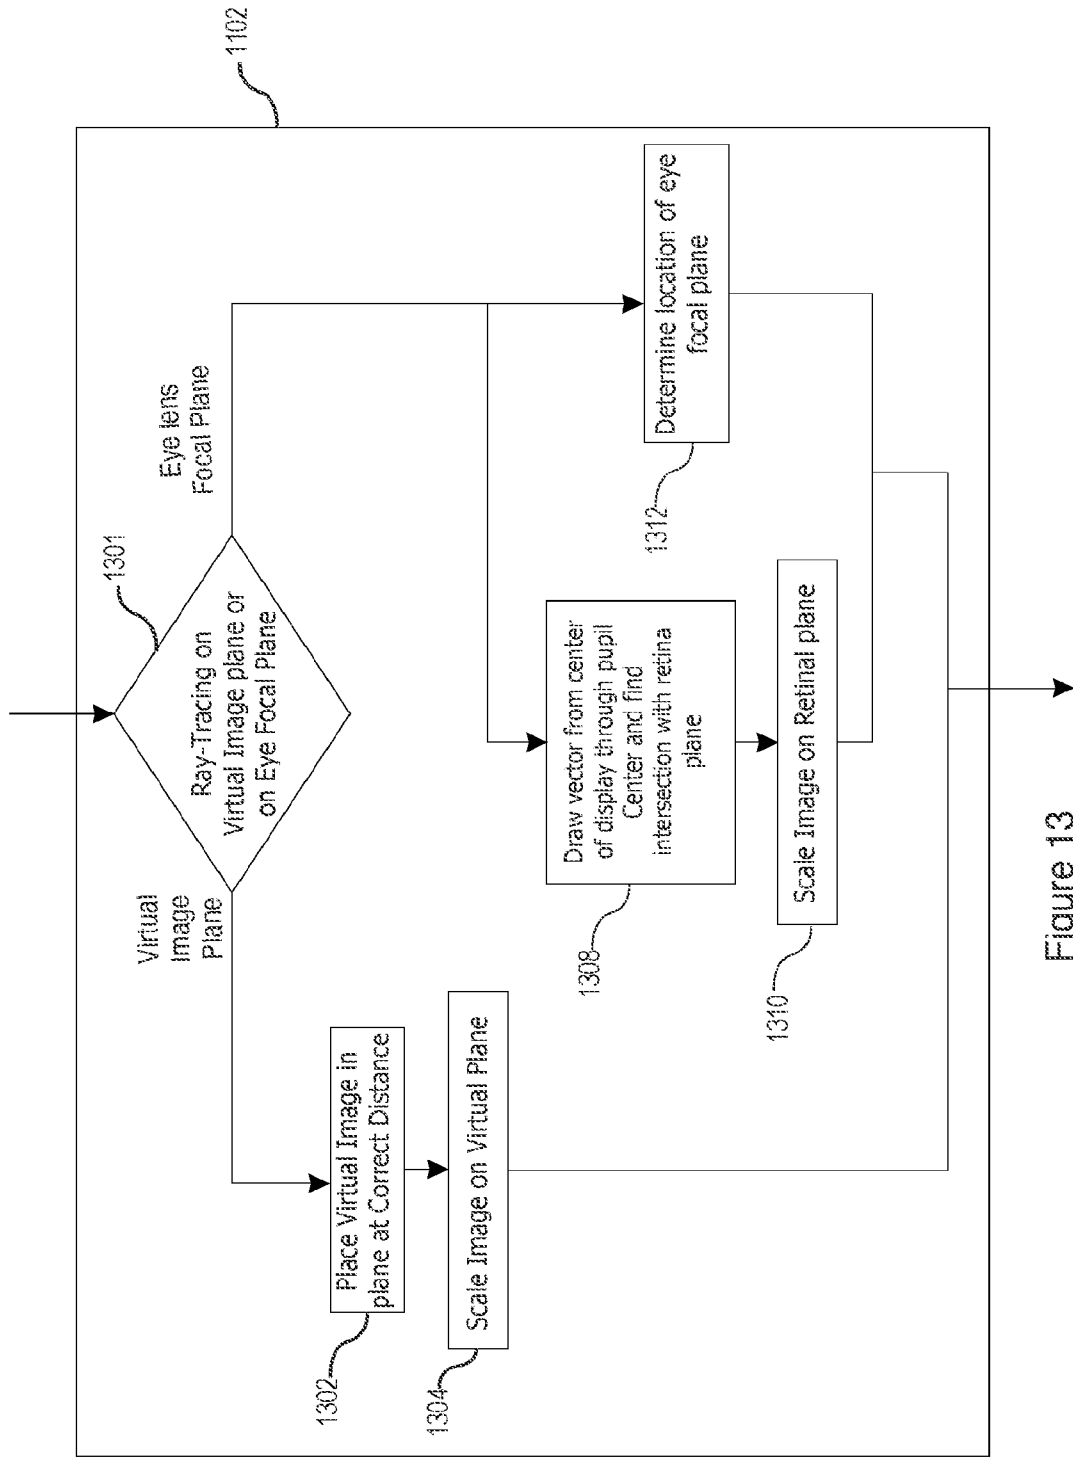 1102
1301
Ray-Tracing on
Virtual Image plane or
on Eye Focal Plane
Virtual
Image
Plane
Eye lens
Focal Plane
1302
Place Virtual Image in
plane at Correct Distance
1304
Scale Image on Virtual Plane
1308
Draw vector from center
of display through pupil
Center and find
intersection with retina
plane
1310
Scale Image on Retinal plane
1312
Determine location of eye
focal plane
Figure 13